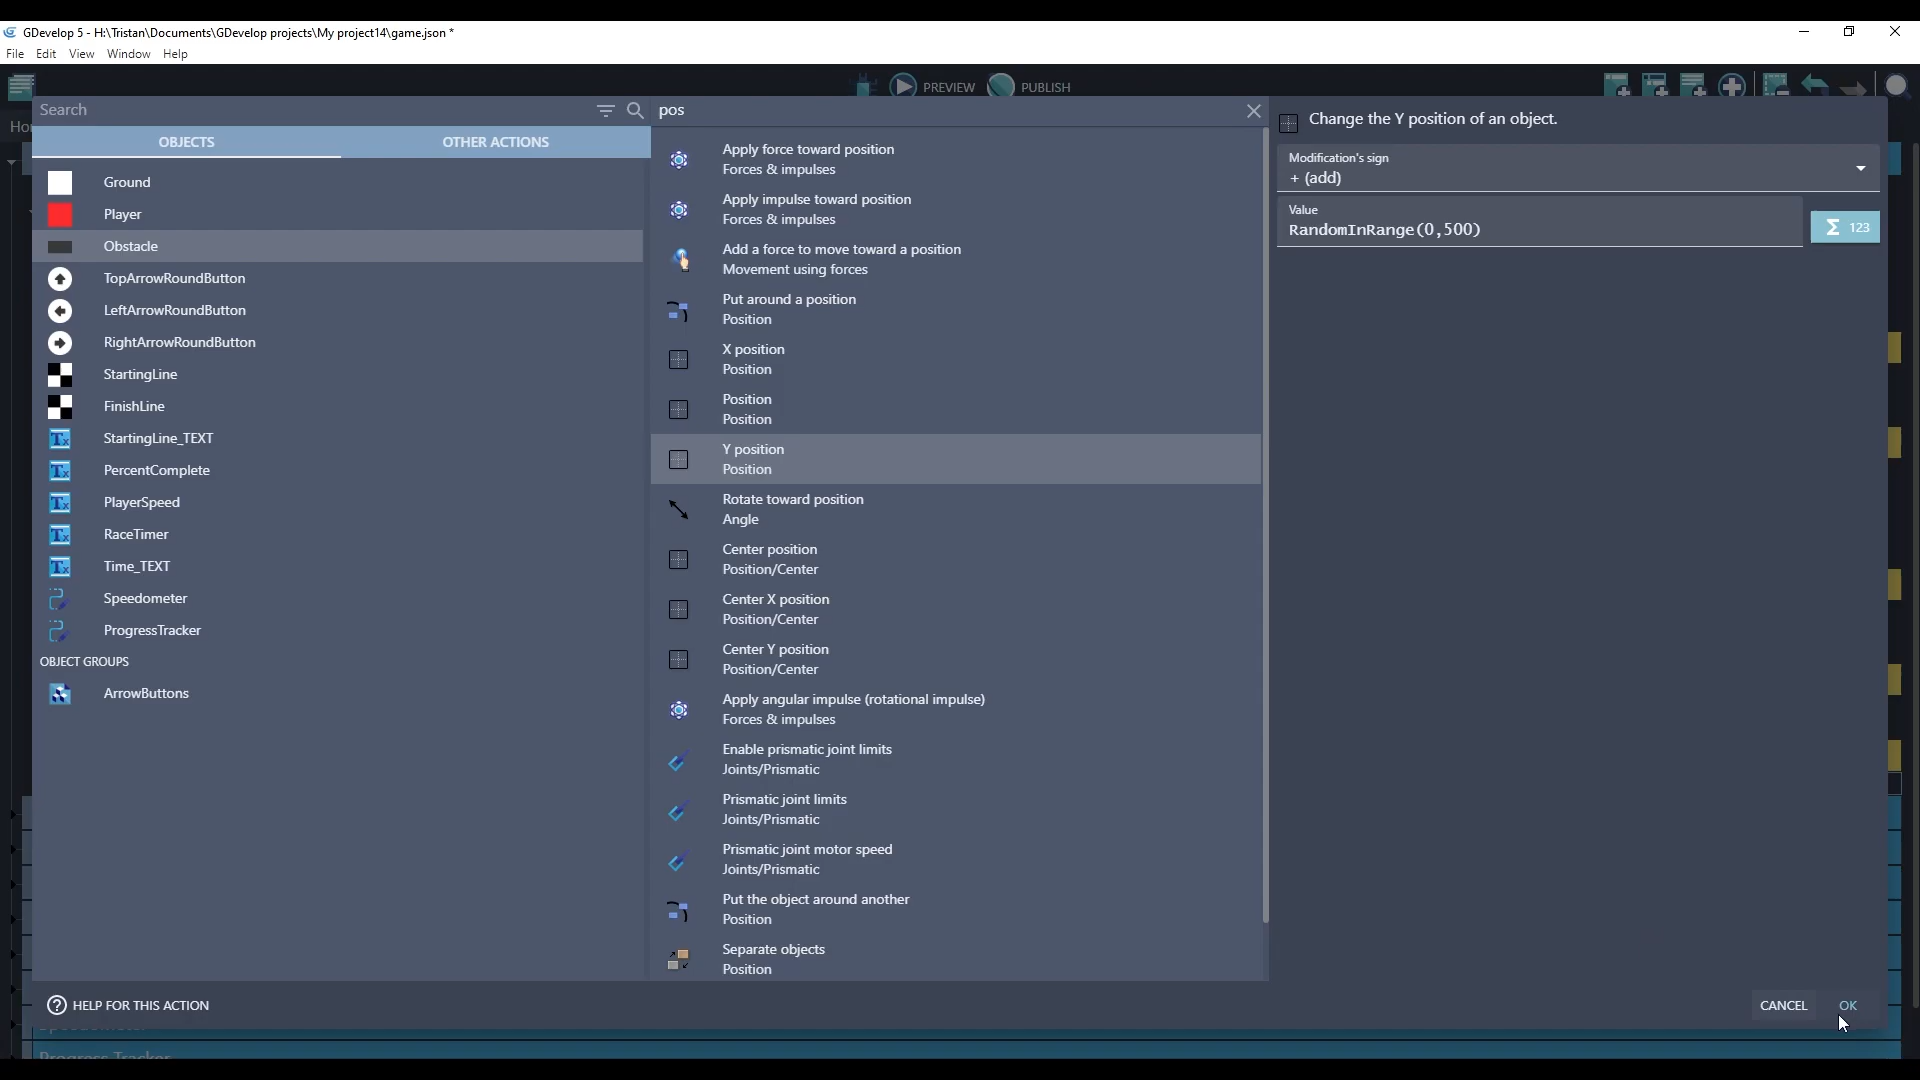 GDevelop 5 - H:\Tristan\Documents\GDevelop projects\My project14\game.json *
File Edit View Window Help
PREVIEW PUBLISH
Search
pos
OBJECTS OTHER ACTIONS
Ground
Player
Obstacle
TopArrowRoundButton
LeftArrowRoundButton
RightArrowRoundButton
StartingLine
FinishLine
StartingLine_TEXT
PercentComplete
PlayerSpeed
RaceTimer
Time_TEXT
Speedometer
ProgressTracker
OBJECT GROUPS
ArrowButtons
Apply force toward position
Forces & impulses
Apply impulse toward position
Forces & impulses
Add a force to move toward a position
Movement using forces
Put around a position
Position
X position
Position
Position
Position
Y position
Position
Rotate toward position
Angle
Center position
Position/Center
Center X position
Position/Center
Center Y position
Position/Center
Apply angular impulse (rotational impulse)
Forces & impulses
Enable prismatic joint limits
Joints/Prismatic
Prismatic joint limits
Joints/Prismatic
Prismatic joint motor speed
Joints/Prismatic
Put the object around another
Position
Separate objects
Position
Change the Y position of an object.
Modification's sign
+ (add)
Value
RandomInRange(0,500)
Σ 123
HELP FOR THIS ACTION
CANCEL OK
Progress Tracker